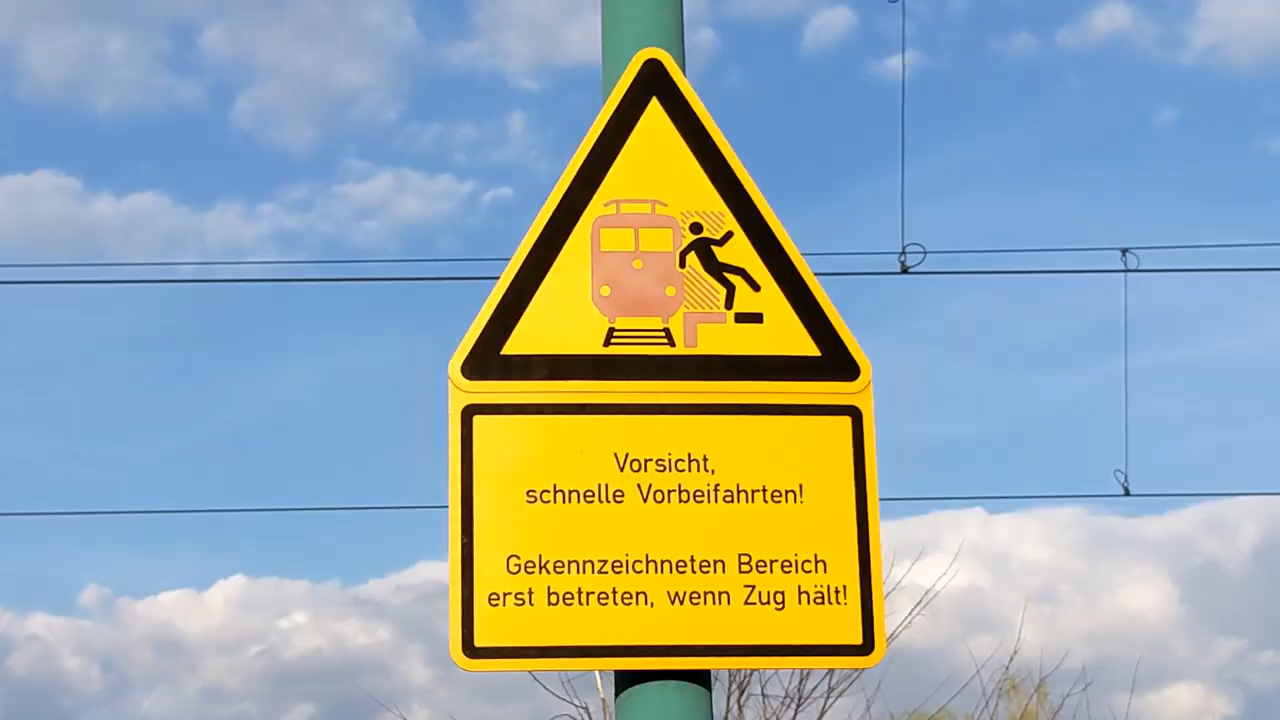 Vorsicht,
schnelle Vorbeifahrten!
Gekennzeichneten Bereich
erst betreten, wenn Zug hält!